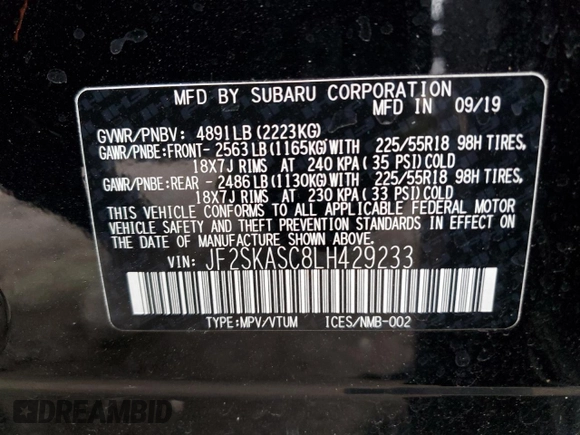 MFD BY SUBARU CORPORATION
MFD IN 09/19
GVWR/PNBV: 4891LB(2223KG)
GAWR/PNBE:FRONT- 2563LB(1165KG)WITH 225/55R18 98H TIRES,
18X7J RIMS AT 240 KPA(35 PSI)COLD
GAWR/PNBE:REAR - 2486LB(1130KG)WITH 225/55R18 98H TIRES,
18X7J RIMS AT 230 KPA(33 PSI)COLD
THIS VEHICLE CONFORMS TO ALL APPLICABLE FEDERAL MOTOR
VEHICLE SAFETY AND THEFT PREVENTION STANDARDS IN EFFECT ON
THE DATE OF MANUFACTURE SHOWN ABOVE.
VIN: JF2SKASC8LH429233
TYPE:MPV/VTUM ICES/NMB-002
DREAMBID